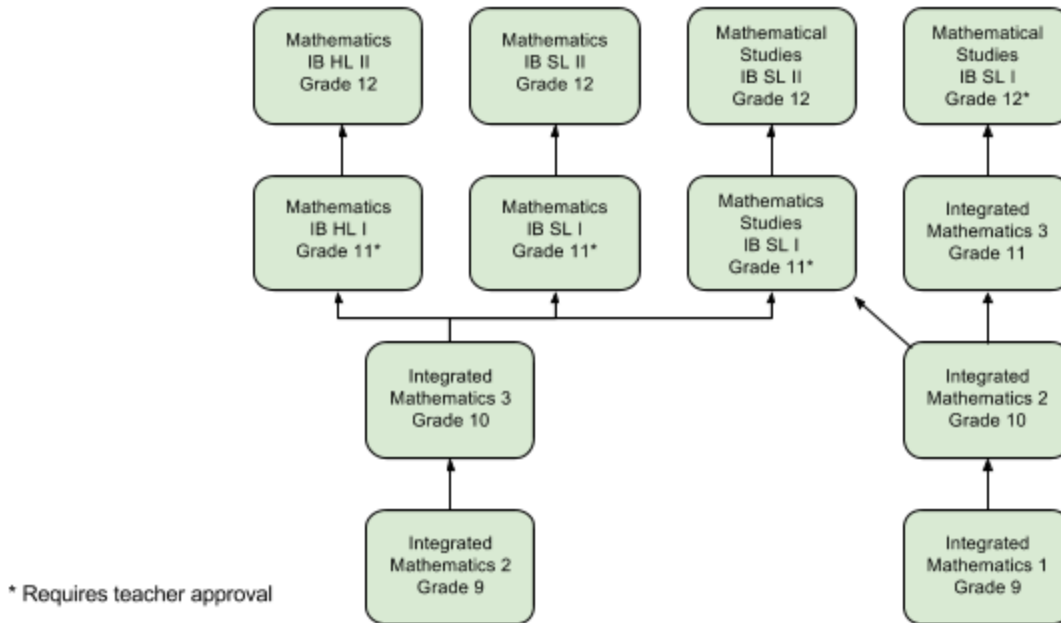 Mathematics
IB HL II
Grade 12
Mathematics
IB SL II
Grade 12
Mathematical
Studies
IB SL II
Grade 12
Mathematical
Studies
IB SL I
Grade 12*
Mathematics
IB HL I
Grade 11*
Mathematics
IB SL I
Grade 11*
Mathematics
Studies
IB SL I
Grade 11*
Integrated
Mathematics 3
Grade 11
Integrated
Mathematics 3
Grade 10
Integrated
Mathematics 2
Grade 10
Integrated
Mathematics 2
Grade 9
Integrated
Mathematics 1
Grade 9
* Requires teacher approval